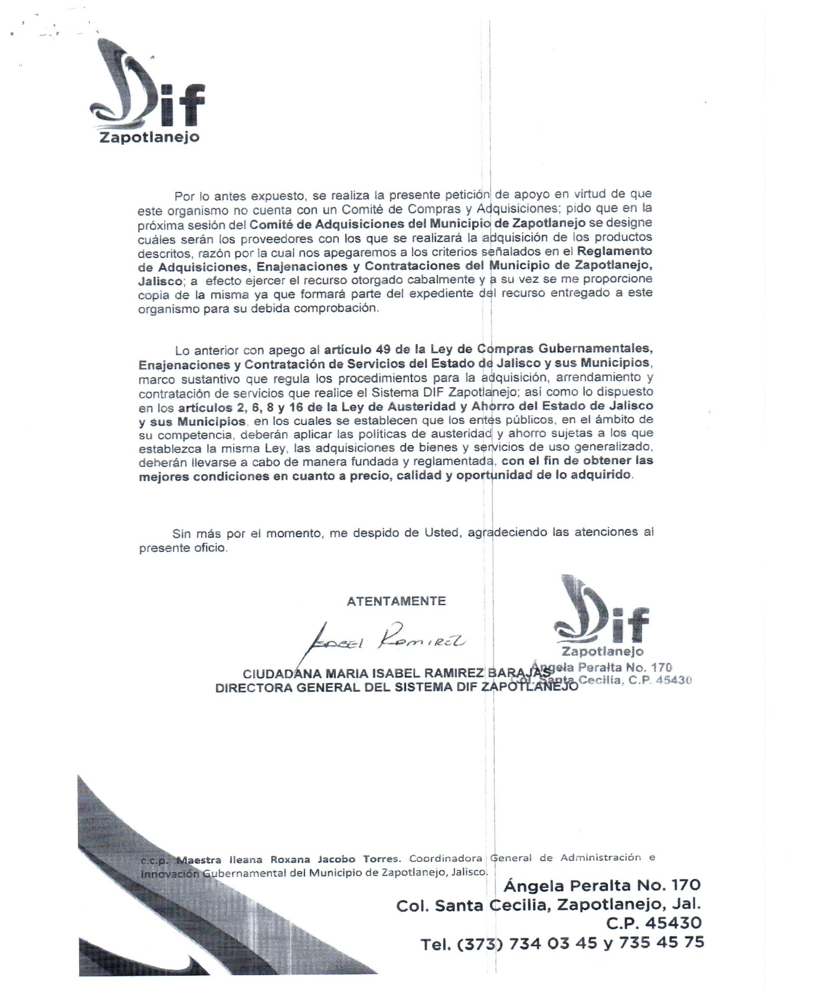 Dif
Zapotlanejo
Por lo antes expuesto, se realiza la presente petición de apoyo en virtud de que
este organismo no cuenta con un Comité de Compras y Adquisiciones; pido que en la
próxima sesión del Comité de Adquisiciones del Municipio de Zapotlanejo se designe
cuáles serán los proveedores con los que se realizará la adquisición de los productos
descritos, razón por la cual nos apegaremos a los criterios señalados en el Reglamento
de Adquisiciones, Enajenaciones y Contrataciones del Municipio de Zapotlanejo,
Jalisco; a efecto ejercer el recurso otorgado cabalmente y a su vez se me proporcione
copia de la misma ya que formará parte del expediente del recurso entregado a este
organismo para su debida comprobación.
Lo anterior con apego al artículo 49 de la Ley de Compras Gubernamentales,
Enajenaciones y Contratación de Servicios del Estado de Jalisco y sus Municipios,
marco sustantivo que regula los procedimientos para la adquisición, arrendamiento y
contratación de servicios que realice el Sistema DIF Zapotlanejo; así como lo dispuesto
en los artículos 2, 6, 8 y 16 de la Ley de Austeridad y Ahorro del Estado de Jalisco
y sus Municipios, en los cuales se establecen que los entes públicos, en el ámbito de
su competencia, deberán aplicar las políticas de austeridad y ahorro sujetas a los que
establezca la misma Ley, las adquisiciones de bienes y servicios de uso generalizado,
deberán llevarse a cabo de manera fundada y reglamentada, con el fin de obtener las
mejores condiciones en cuanto a precio, calidad y oportunidad de lo adquirido.
Sin más por el momento, me despido de Usted, agradeciendo las atenciones al
presente oficio.
ATENTAMENTE
Isabel Ramirez
CIUDADANA MARIA ISABEL RAMIREZ BARAJAS
DIRECTORA GENERAL DEL SISTEMA DIF ZAPOTLANEJO
Dif
Zapotlanejo
Ángela Peralta No. 170
Col. Santa Cecilia, C.P. 45430
c.c.p. Maestra Ileana Roxana Jacobo Torres. Coordinadora General de Administración e
Innovación Gubernamental del Municipio de Zapotlanejo, Jalisco.
Ángela Peralta No. 170
Col. Santa Cecilia, Zapotlanejo, Jal.
C.P. 45430
Tel. (373) 734 03 45 y 735 45 75